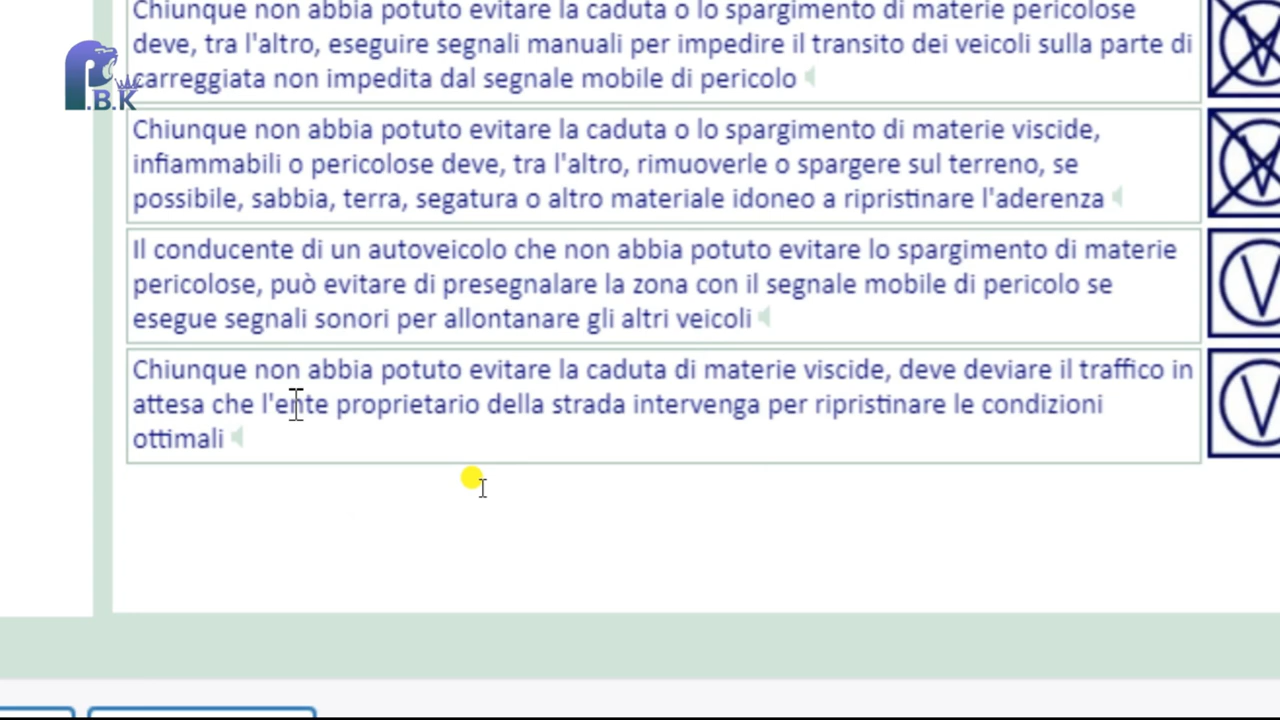 Chiunque non abbia potuto evitare la caduta o lo spargimento di materie pericolose
deve, tra l'altro, eseguire segnali manuali per impedire il transito dei veicoli sulla parte di
carreggiata non impedita dal segnale mobile di pericolo
P.B.K
Chiunque non abbia potuto evitare la caduta o lo spargimento di materie viscide,
infiammabili o pericolose deve, tra l'altro, rimuoverle o spargere sul terreno, se
possibile, sabbia, terra, segatura o altro materiale idoneo a ripristinare l'aderenza
Il conducente di un autoveicolo che non abbia potuto evitare lo spargimento di materie
pericolose, può evitare di presegnalare la zona con il segnale mobile di pericolo se
esegue segnali sonori per allontanare gli altri veicoli
V
Chiunque non abbia potuto evitare la caduta di materie viscide, deve deviare il traffico in
attesa che l'ente proprietario della strada intervenga per ripristinare le condizioni
ottimali
V